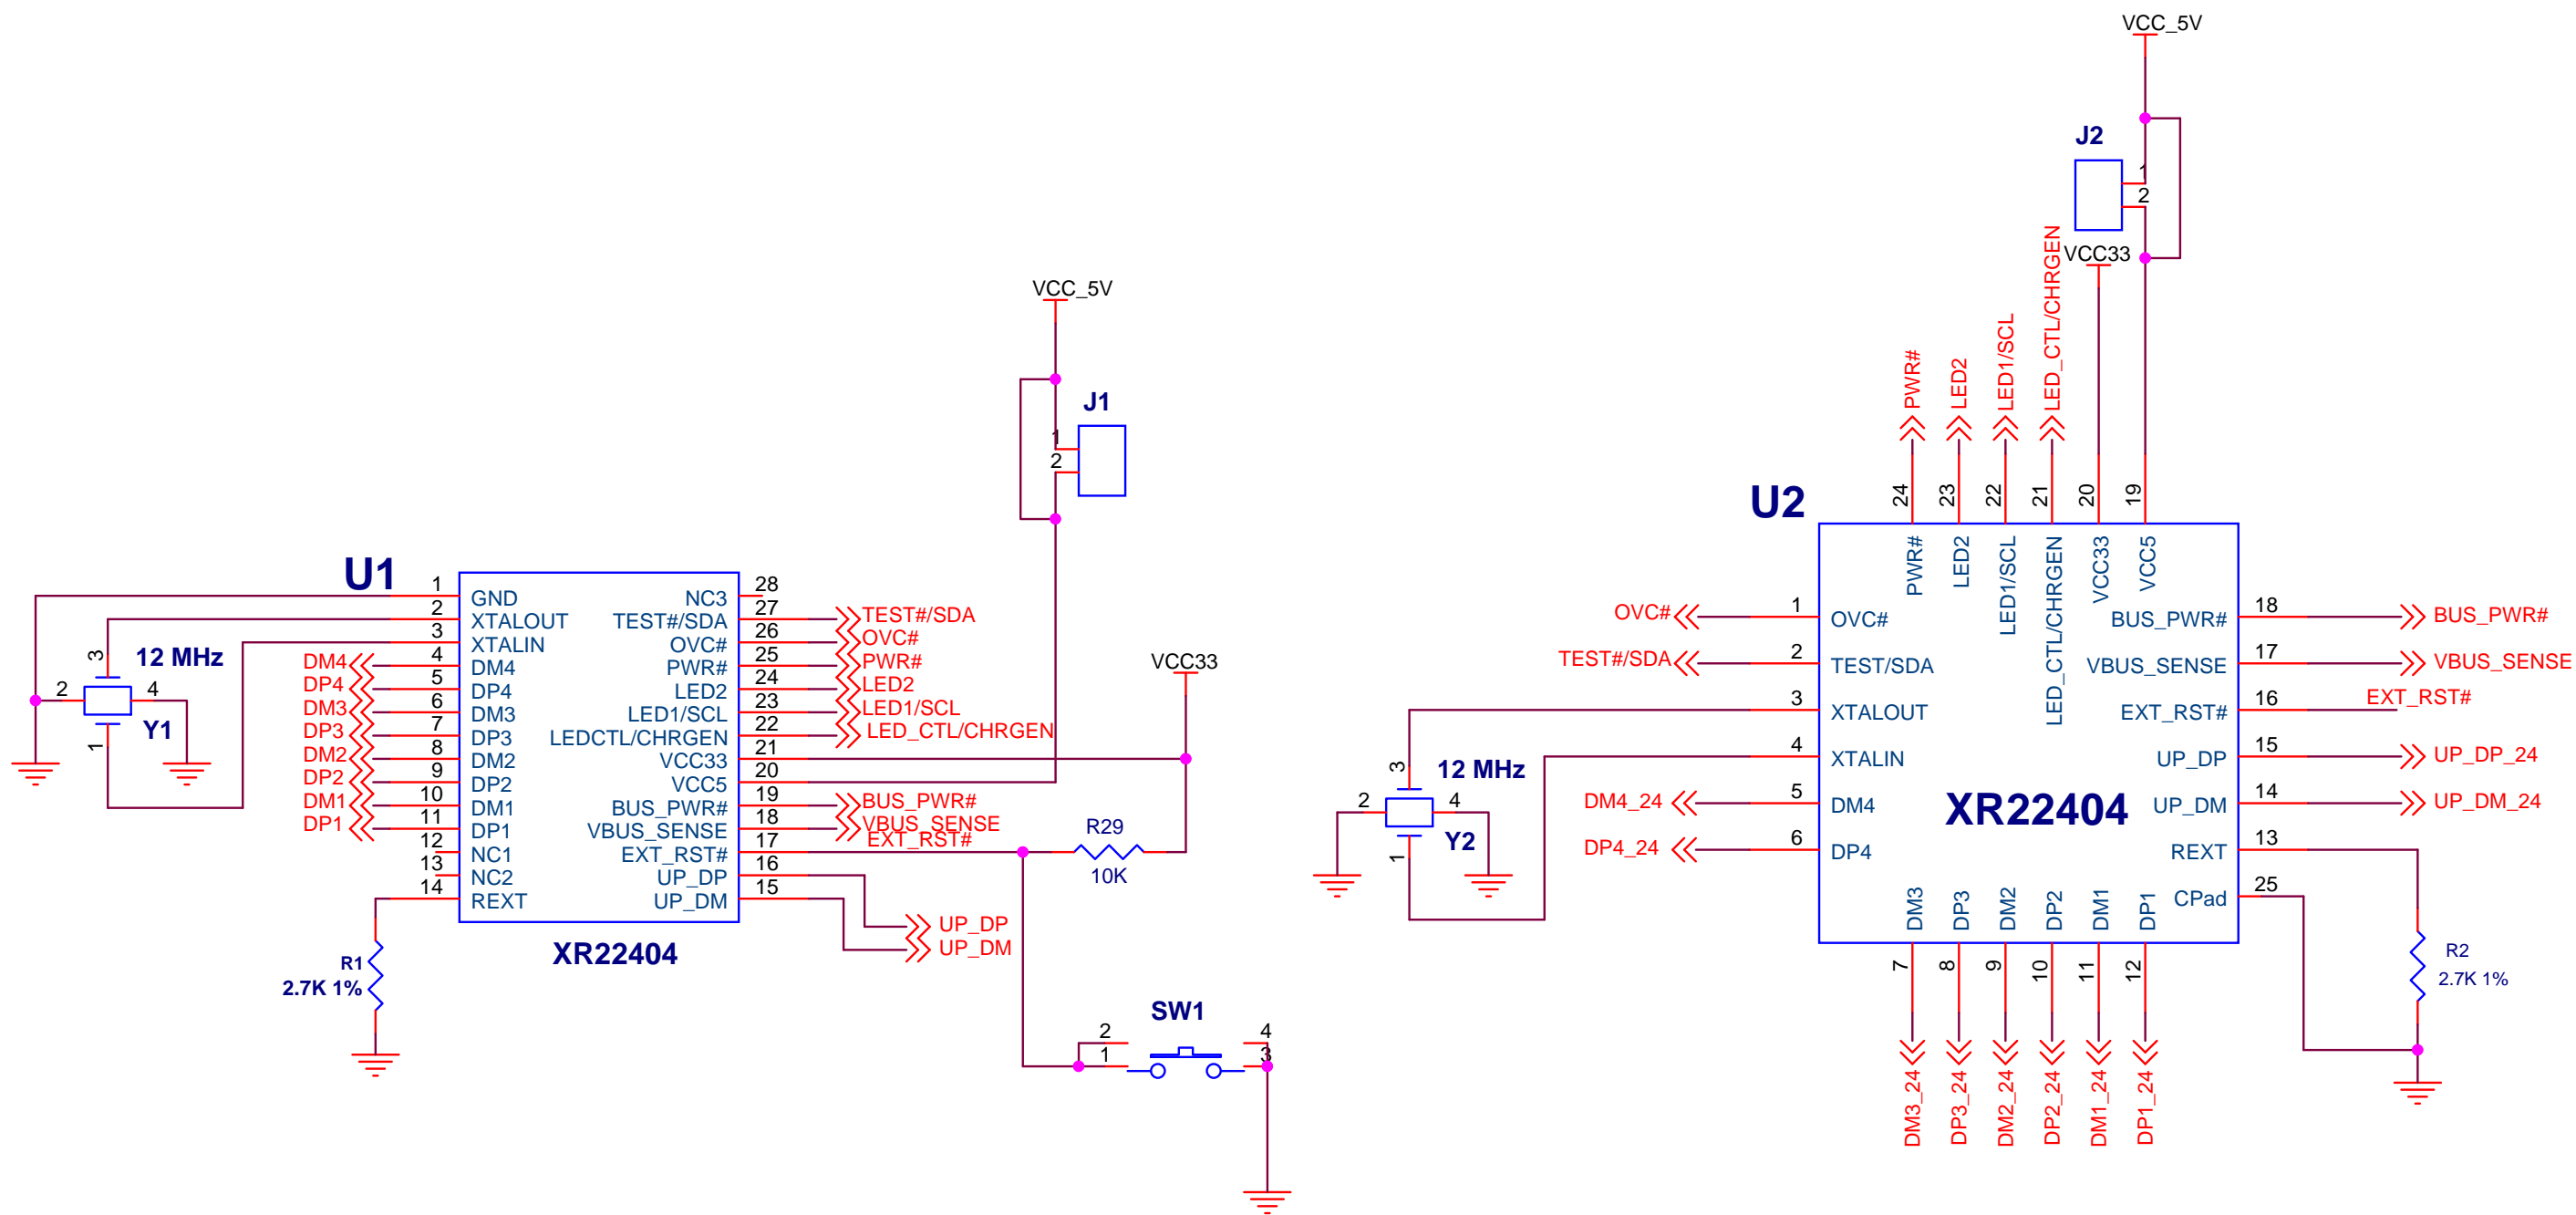 VCC_5V
J1
1
2
VCC33
U1
1
2
3
4
5
6
7
8
9
10
11
12
13
14
GND
XTALOUT
XTALIN
DM4
DP4
DM3
DP3
DM2
DP2
DM1
DP1
NC1
NC2
REXT
NC3
TEST#/SDA
OVC#
PWR#
LED2
LED1/SCL
LEDCTL/CHRGEN
VCC33
VCC5
BUS_PWR#
VBUS_SENSE
EXT_RST#
UP_DP
UP_DM
28
27
26
25
24
23
22
21
20
19
18
17
16
15
TEST#/SDA
OVC#
PWR#
LED2
LED1/SCL
LED_CTL/CHRGEN
BUS_PWR#
VBUS_SENSE
EXT_RST#
UP_DP
UP_DM
DM4
DP4
DM3
DP3
DM2
DP2
DM1
DP1
3
12 MHz
2
4
Y1
1
R29
10K
XR22404
R1
2.7K 1%
SW1
2
1
4
3
VCC_5V
J2
1
2
VCC33
PWR#
LED2
LED1/SCL
LED_CTL/CHRGEN
24
23
22
21
20
19
U2
PWR#
LED2
LED1/SCL
LED_CTL/CHRGEN
VCC33
VCC5
OVC#
TEST#/SDA
1
2
3
4
5
6
OVC#
TEST/SDA
XTALOUT
XTALIN
DM4
DP4
DM4_24
DP4_24
3
12 MHz
2
4
Y2
1
XR22404
BUS_PWR#
VBUS_SENSE
EXT_RST#
UP_DP
UP_DM
REXT
CPad
18
17
16
15
14
13
25
BUS_PWR#
VBUS_SENSE
EXT_RST#
UP_DP_24
UP_DM_24
DM3
DP3
DM2
DP2
DM1
DP1
7
8
9
10
11
12
DM3_24
DP3_24
DM2_24
DP2_24
DM1_24
DP1_24
R2
2.7K 1%